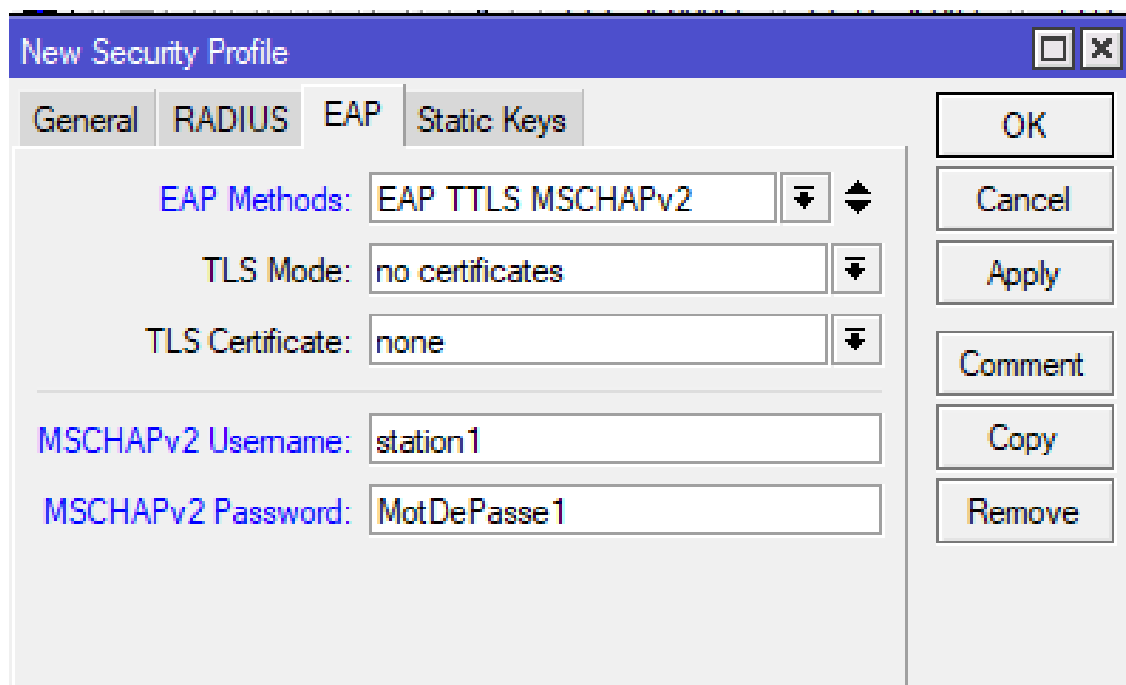 New Security Profile
General RADIUS EAP Static Keys
OK
EAP Methods: EAP TTLS MSCHAPv2
Cancel
TLS Mode: no certificates
Apply
TLS Certificate: none
Comment
MSCHAPv2 Username: station1
Copy
MSCHAPv2 Password: MotDePasse1
Remove